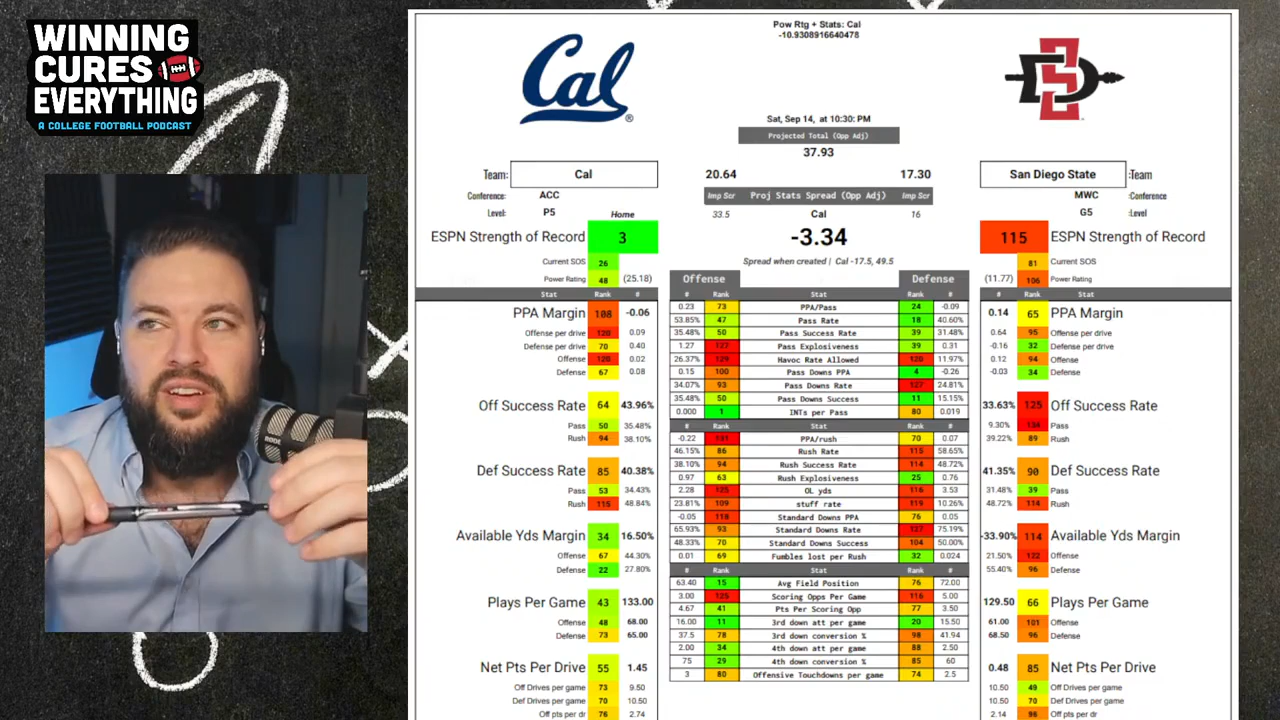 WINNING
CURES
EVERYTHING
A COLLEGE FOOTBALL PODCAST
RODE
Pow Rtg + Stats: Cal
-10.9308916640478
Cal
®
Sat, Sep 14, at 10:30: PM
Projected Total (Opp Adj)
37.93
Team: Cal 20.64 17.30 San Diego State :Team
Conference: ACC Imp Scr Proj Stats Spread (Opp Adj) Imp Scr MWC :Conference
Level: P5 Home 33.5 Cal 16 G5 :Level
ESPN Strength of Record 3 -3.34 115 ESPN Strength of Record
Current SOS 26 Spread when created | Cal -17.5, 49.5 81 Current SOS
Power Rating 48 (25.18) (11.77) 106 Power Rating
Stat Rank #
PPA Margin 108 -0.06
Offense per drive 120 0.09
Defense per drive 70 0.40
Offense 120 0.02
Defense 67 0.08
Off Success Rate 64 43.96%
Pass 50 35.48%
Rush 94 38.10%
Def Success Rate 85 40.38%
Pass 53 34.43%
Rush 115 48.84%
Available Yds Margin 34 16.50%
Offense 67 44.30%
Defense 22 27.80%
Plays Per Game 43 133.00
Offense 48 68.00
Defense 73 65.00
Net Pts Per Drive 55 1.45
Off Drives per game 73 9.50
Def Drives per game 70 10.50
Off pts per dr 76 2.74
Offense Defense
# Rank Stat Rank #
0.23 73 PPA/Pass 24 -0.09
53.85% 47 Pass Rate 18 40.60%
35.48% 50 Pass Success Rate 39 31.48%
1.27 127 Pass Explosiveness 39 0.31
26.37% 129 Havoc Rate Allowed 120 11.97%
0.15 100 Pass Downs PPA 4 -0.26
34.07% 93 Pass Downs Rate 127 24.81%
35.48% 50 Pass Downs Success 11 15.15%
0.000 1 INTs per Pass 80 0.019
# Rank Stat Rank #
-0.22 131 PPA/rush 70 0.07
46.15% 86 Rush Rate 115 58.65%
38.10% 94 Rush Success Rate 114 48.72%
0.97 63 Rush Explosiveness 25 0.76
2.28 125 OL yds 116 3.53
23.81% 109 stuff rate 119 10.26%
-0.05 118 Standard Downs PPA 76 0.05
65.93% 93 Standard Downs Rate 127 75.19%
48.33% 70 Standard Downs Success 104 50.00%
0.01 69 Fumbles lost per Rush 32 0.024
# Rank Stat Rank #
63.40 15 Avg Field Position 76 72.00
3.00 125 Scoring Opps Per Game 116 5.00
4.67 41 Pts Per Scoring Opp 77 3.50
16.00 11 3rd down att per game 20 15.50
37.5 78 3rd down conversion % 98 41.94
2.00 34 4th down att per game 88 2.50
75 29 4th down conversion % 85 60
3 80 Offensive Touchdowns per game 74 2.5
# Rank Stat
0.14 65 PPA Margin
0.64 95 Offense per drive
-0.16 32 Defense per drive
0.12 94 Offense
-0.03 34 Defense
33.63% 125 Off Success Rate
9.30% Pass
39.22% 89 Rush
41.35% 90 Def Success Rate
31.48% 39 Pass
48.72% 114 Rush
-33.90% 114 Available Yds Margin
21.50% 122 Offense
55.40% 96 Defense
129.50 66 Plays Per Game
61.00 101 Offense
68.50 96 Defense
0.48 85 Net Pts Per Drive
10.50 49 Off Drives per game
10.50 70 Def Drives per game
2.14 96 Off pts per dr